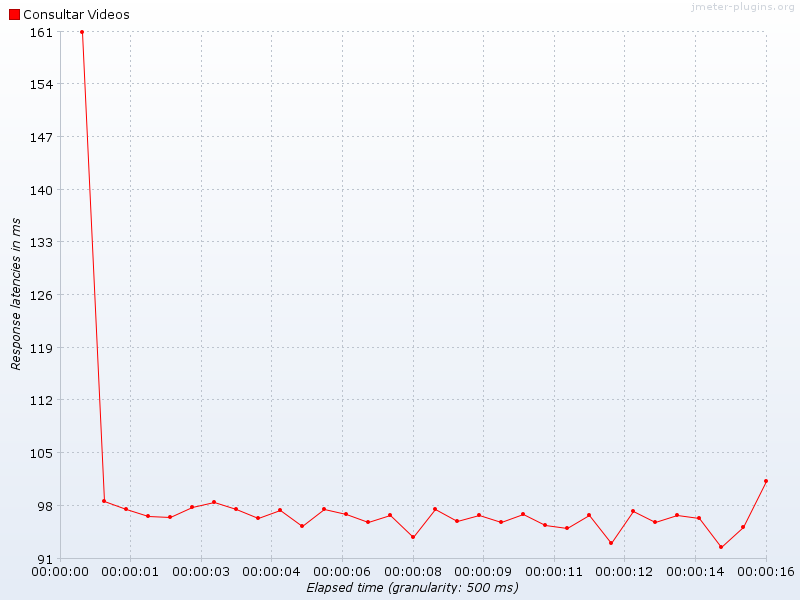 jmeter-plugins.org
Consultar Videos
161
154
147
140
133
126
119
112
105
98
91
Response latencies in ms
00:00:00 00:00:01 00:00:03 00:00:04 00:00:06 00:00:08 00:00:09 00:00:11 00:00:12 00:00:14 00:00:16
Elapsed time (granularity: 500 ms)